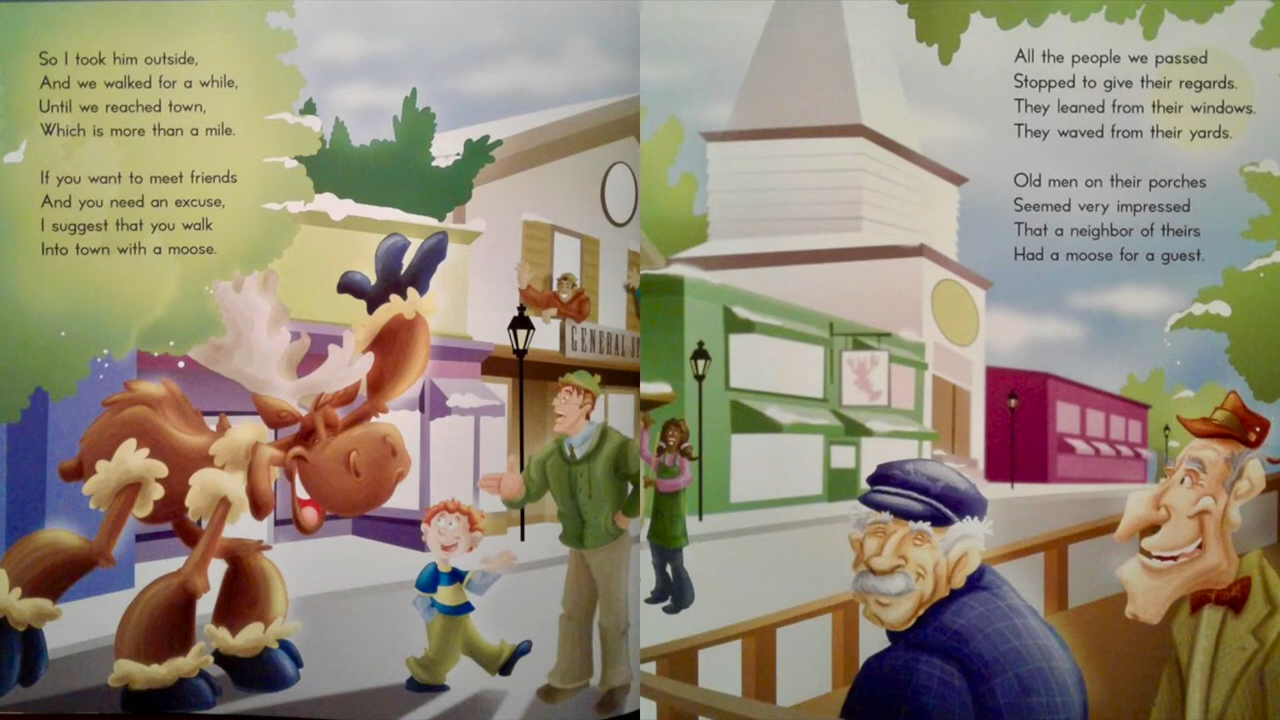 So I took him outside,
And we walked for a while,
Until we reached town,
Which is more than a mile.
If you want to meet friends
And you need an excuse,
I suggest that you walk
Into town with a moose.
GENERAL
All the people we passed
Stopped to give their regards.
They leaned from their windows.
They waved from their yards.
Old men on their porches
Seemed very impressed
That a neighbor of theirs
Had a moose for a guest.